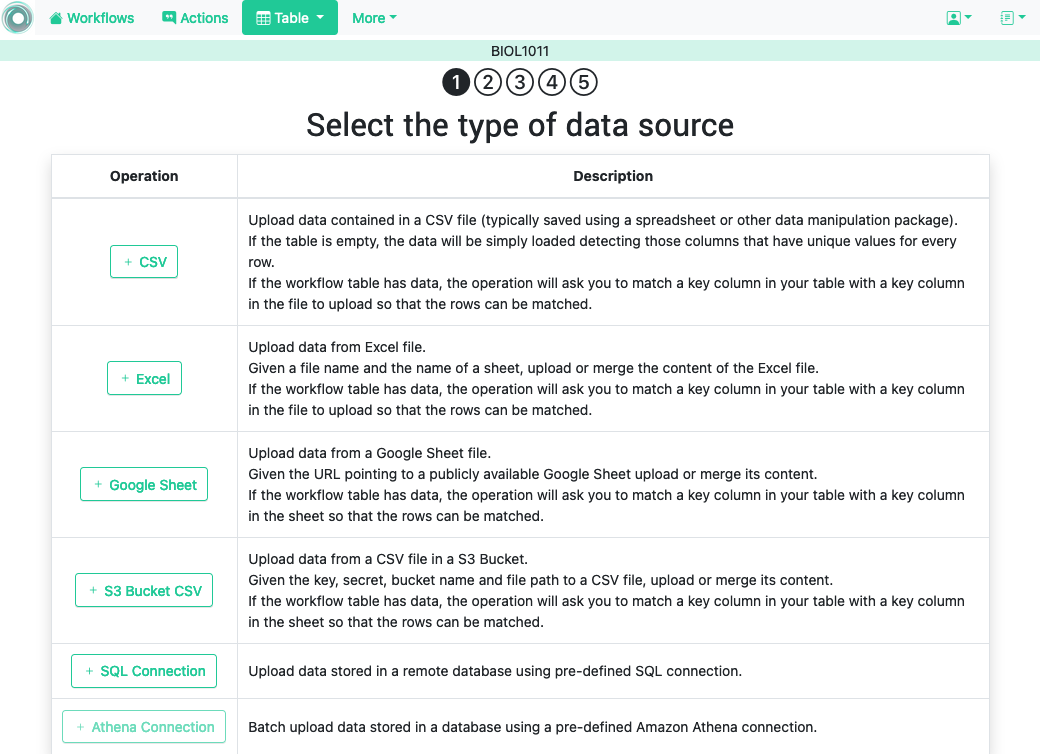 Workflows Actions Table More
BIOL1011
1 2 3 4 5
Select the type of data source
Operation Description
+ CSV
Upload data contained in a CSV file (typically saved using a spreadsheet or other data manipulation package).
If the table is empty, the data will be simply loaded detecting those columns that have unique values for every
row.
If the workflow table has data, the operation will ask you to match a key column in your table with a key column
in the file to upload so that the rows can be matched.
+ Excel
Upload data from Excel file.
Given a file name and the name of a sheet, upload or merge the content of the Excel file.
If the workflow table has data, the operation will ask you to match a key column in your table with a key column
in the file to upload so that the rows can be matched.
+ Google Sheet
Upload data from a Google Sheet file.
Given the URL pointing to a publicly available Google Sheet upload or merge its content.
If the workflow table has data, the operation will ask you to match a key column in your table with a key column
in the sheet so that the rows can be matched.
+ S3 Bucket CSV
Upload data from a CSV file in a S3 Bucket.
Given the key, secret, bucket name and file path to a CSV file, upload or merge its content.
If the workflow table has data, the operation will ask you to match a key column in your table with a key column
in the sheet so that the rows can be matched.
+ SQL Connection
Upload data stored in a remote database using pre-defined SQL connection.
+ Athena Connection
Batch upload data stored in a database using a pre-defined Amazon Athena connection.